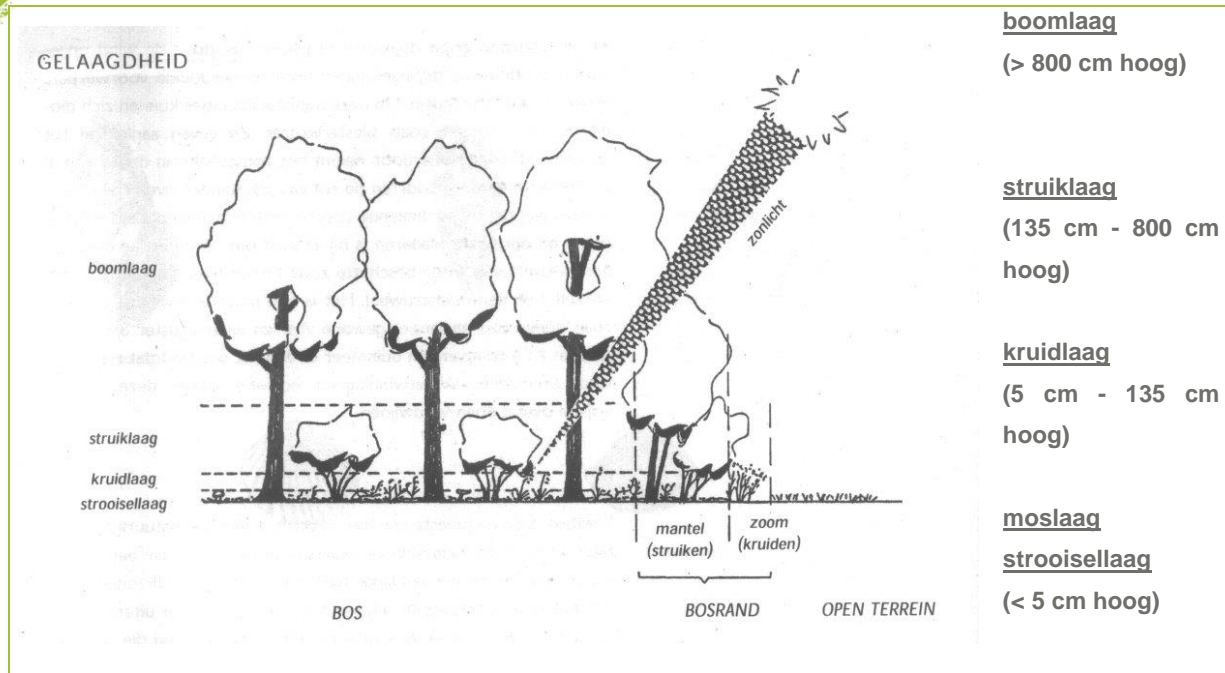 GELAAGDHEID
boomlaag
struiklaag
kruidlaag
strooisellaag
zonlicht
mantel
(struiken)
zoom
(kruiden)
BOS
BOSRAND
OPEN TERREIN
boomlaag
(> 800 cm hoog)
struiklaag
(135 cm - 800 cm
hoog)
kruidlaag
(5 cm - 135 cm
hoog)
moslaag
strooisellaag
(< 5 cm hoog)